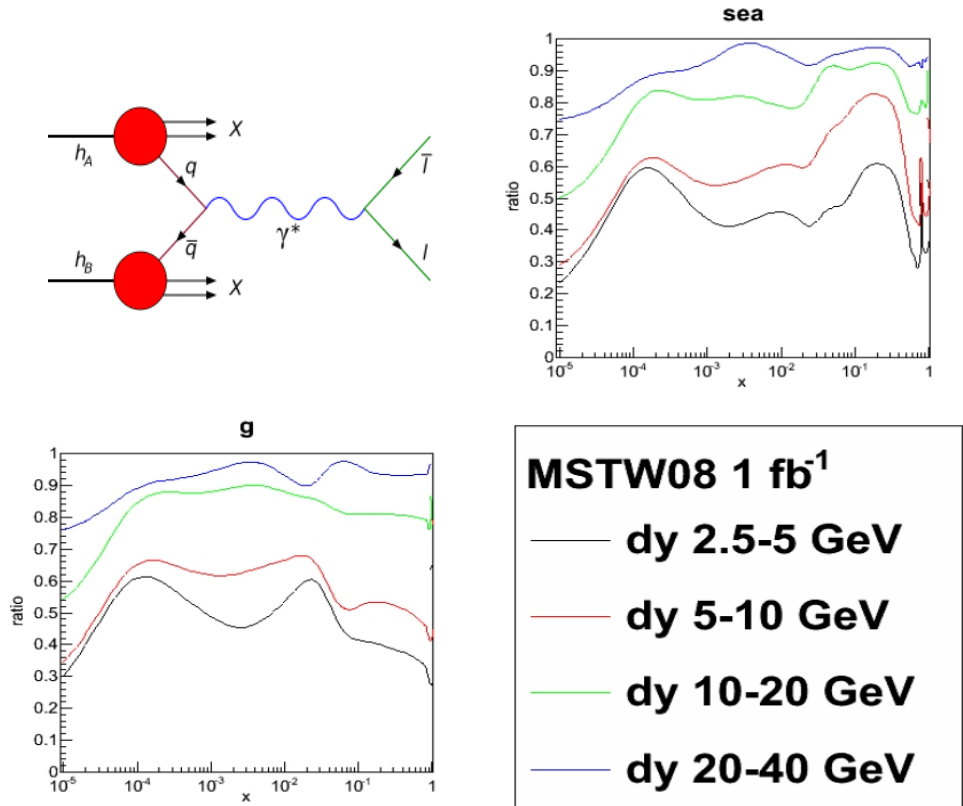 h_A
X
q
l̅
γ*
q̅
l
h_B
X
sea
ratio
1
0.9
0.8
0.7
0.6
0.5
0.4
0.3
0.2
0.1
0
10⁻⁵
10⁻⁴
10⁻³
10⁻²
10⁻¹
1
x
g
ratio
1
0.9
0.8
0.7
0.6
0.5
0.4
0.3
0.2
0.1
0
10⁻⁵
10⁻⁴
10⁻³
10⁻²
10⁻¹
1
x
MSTW08 1 fb⁻¹
dy 2.5-5 GeV
dy 5-10 GeV
dy 10-20 GeV
dy 20-40 GeV